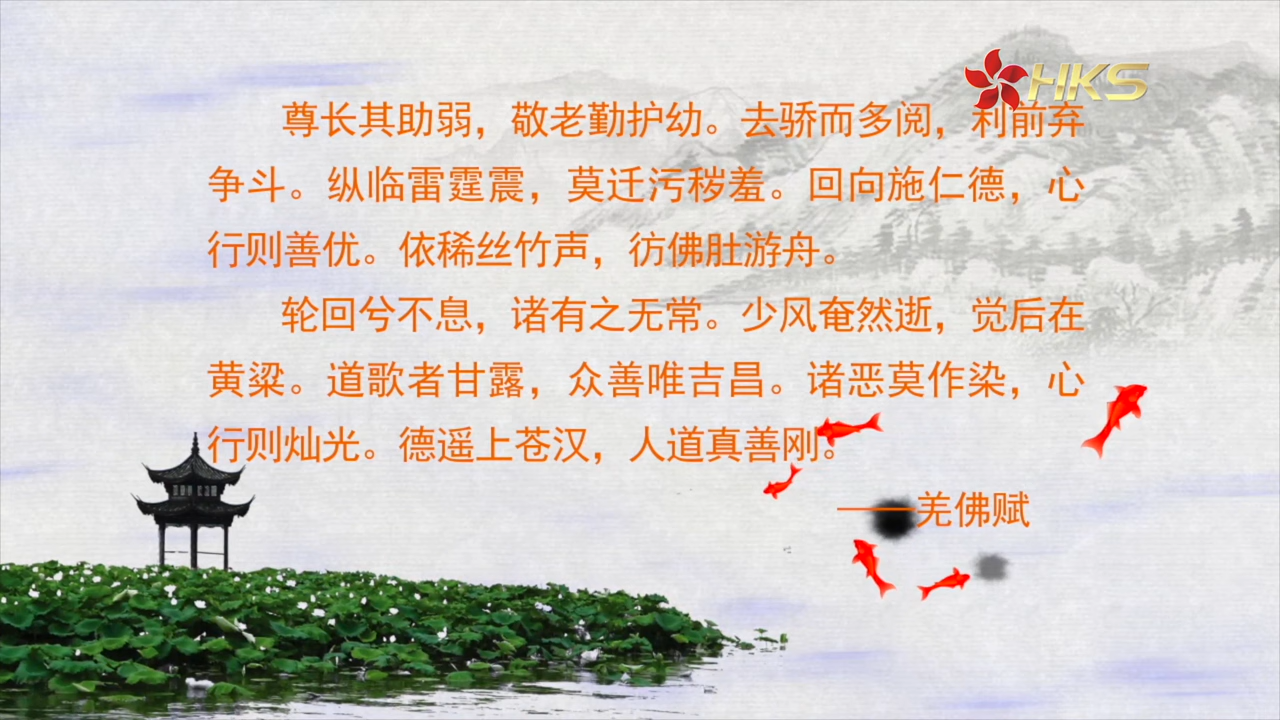 HKS
尊长其助弱，敬老勤护幼。去骄而多阅，利前弃
争斗。纵临雷霆震，莫迁污秽羞。回向施仁德，心
行则善优。依稀丝竹声，彷佛肚游舟。
轮回兮不息，诸有之无常。少风奄然逝，觉后在
黄粱。道歌者甘露，众善唯吉昌。诸恶莫作染，心
行则灿光。德遥上苍汉，人道真善刚。
——羌佛赋